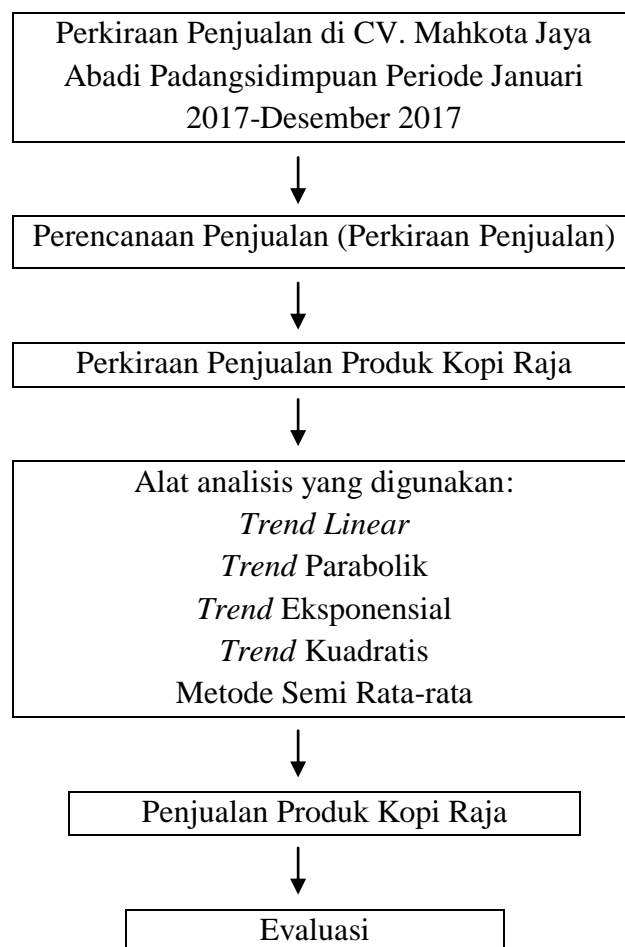 Perkiraan Penjualan di CV. Mahkota Jaya
Abadi Padangsidimpuan Periode Januari
2017-Desember 2017
Perencanaan Penjualan (Perkiraan Penjualan)
Perkiraan Penjualan Produk Kopi Raja
Alat analisis yang digunakan:
Trend Linear
Trend Parabolik
Trend Eksponensial
Trend Kuadratis
Metode Semi Rata-rata
Penjualan Produk Kopi Raja
Evaluasi